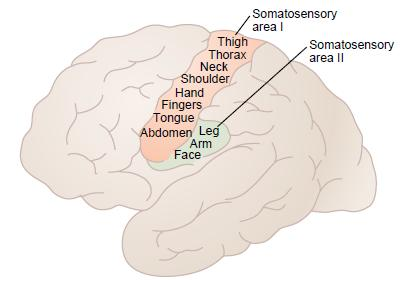 Somatosensory
area I
Somatosensory
area II
Thigh
Thorax
Neck
Shoulder
Hand
Fingers
Tongue
Abdomen
Leg
Arm
Face